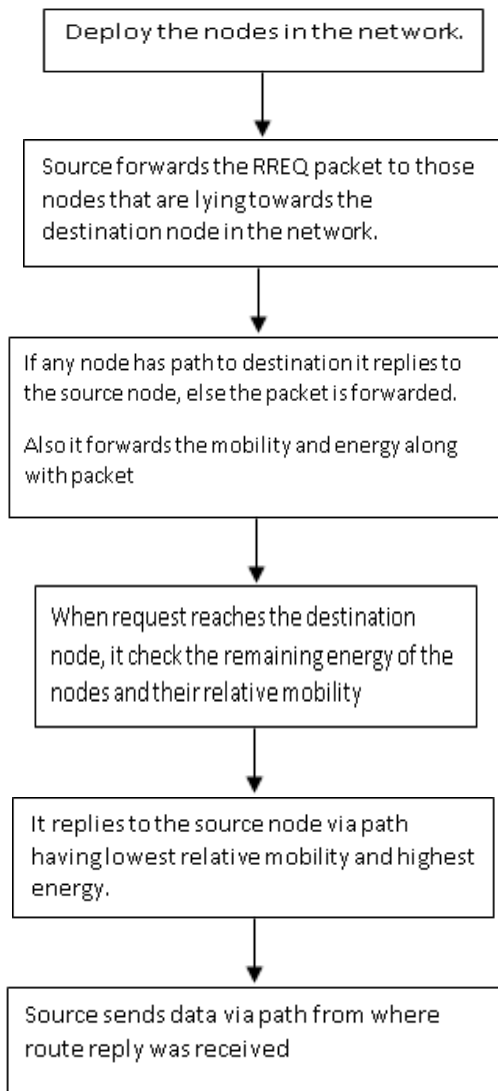 Deploy the nodes in the network.
Source forwards the RREQ packet to those
nodes that are lying towards the
destination node in the network.
If any node has path to destination it replies to
the source node, else the packet is forwarded.
Also it forwards the mobility and energy along
with packet
When request reaches the destination
node, it check the remaining energy of the
nodes and their relative mobility
It replies to the source node via path
having lowest relative mobility and highest
energy.
Source sends data via path from where
route reply was received